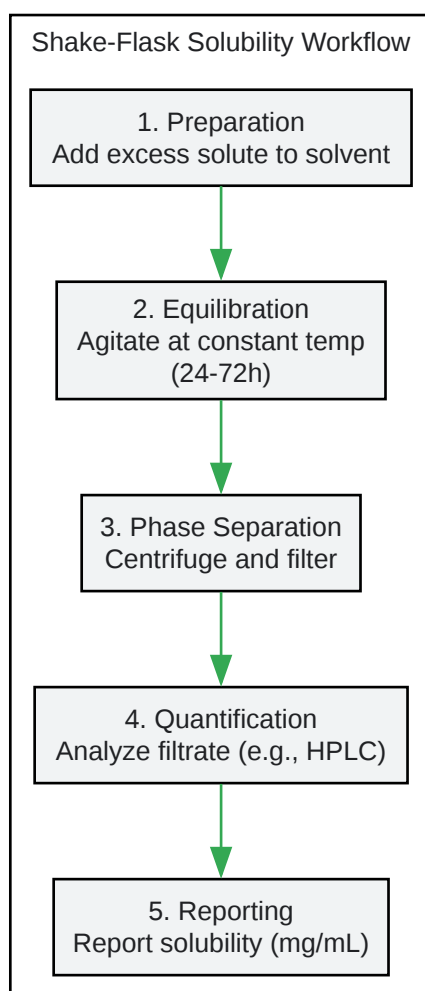 Shake-Flask Solubility Workflow
1. Preparation
Add excess solute to solvent
2. Equilibration
Agitate at constant temp
(24-72h)
3. Phase Separation
Centrifuge and filter
4. Quantification
Analyze filtrate (e.g., HPLC)
5. Reporting
Report solubility (mg/mL)